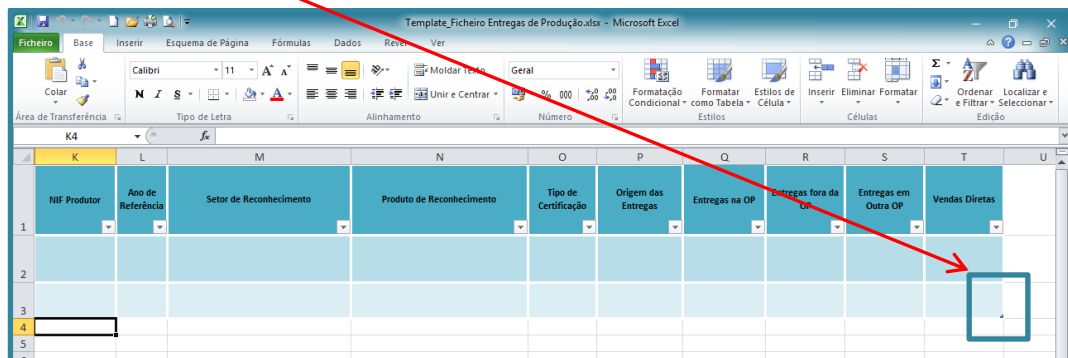 Template_Ficheiro Entregas de Produção.xlsx - Microsoft Excel
Ficheiro Base Inserir Esquema de Página Fórmulas Dados Rever Ver
Colar
Calibri 11 A A
N I S A
Moldar Texto
Unir e Centrar
Geral
% 000
Formatação Condicional
Formatar como Tabela
Estilos de Célula
Inserir Eliminar Formatar
Σ
Ordenar e Filtrar
Localizar e Seleccionar
Área de Transferência Tipo de Letra Alinhamento Número Estilos Células Edição
K4 fx
K L M N O P Q R S T U
1 NIF Produtor Ano de Referência Setor de Reconhecimento Produto de Reconhecimento Tipo de Certificação Origem das Entregas Entregas na OP Entregas fora da OP Entregas em Outra OP Vendas Diretas
2
3
4
5